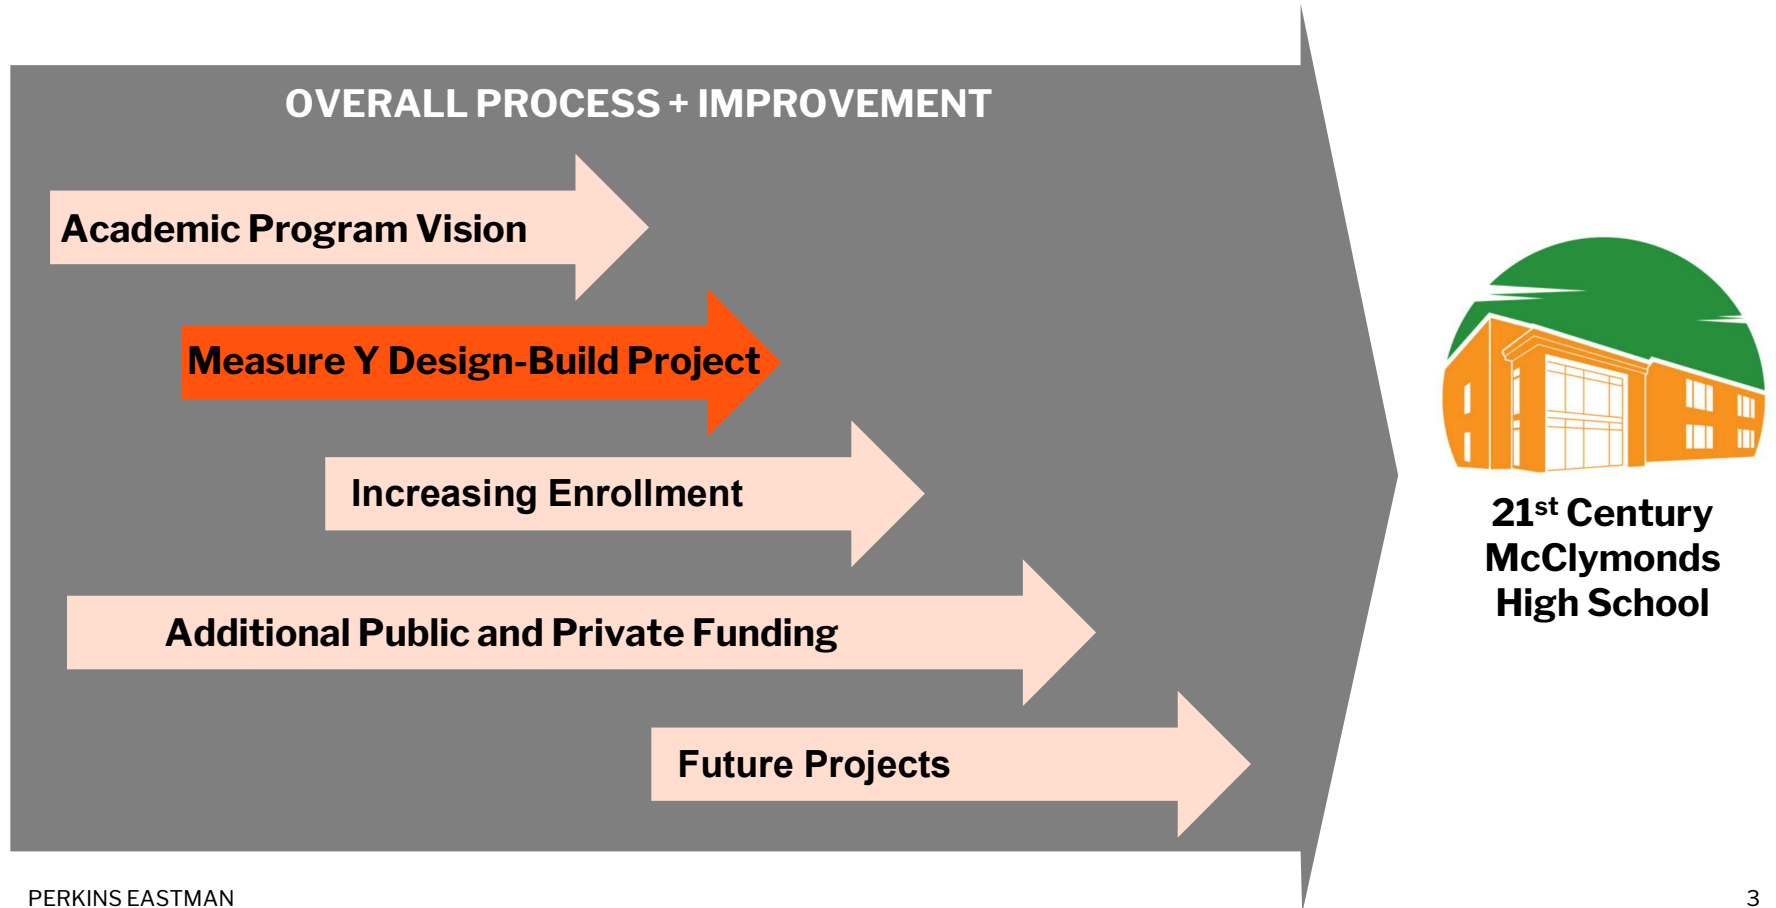 OVERALL PROCESS + IMPROVEMENT
Academic Program Vision
Measure Y Design-Build Project
Increasing Enrollment
Additional Public and Private Funding
Future Projects
21st Century
McClymonds
High School
PERKINS EASTMAN
3